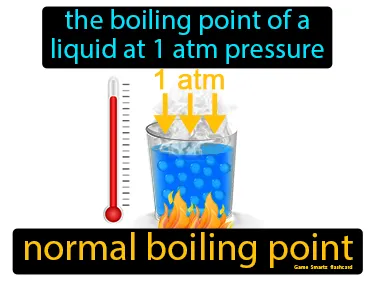 the boiling point of a
liquid at 1 atm pressure
1 atm
normal boiling point
Game Smartz flashcard